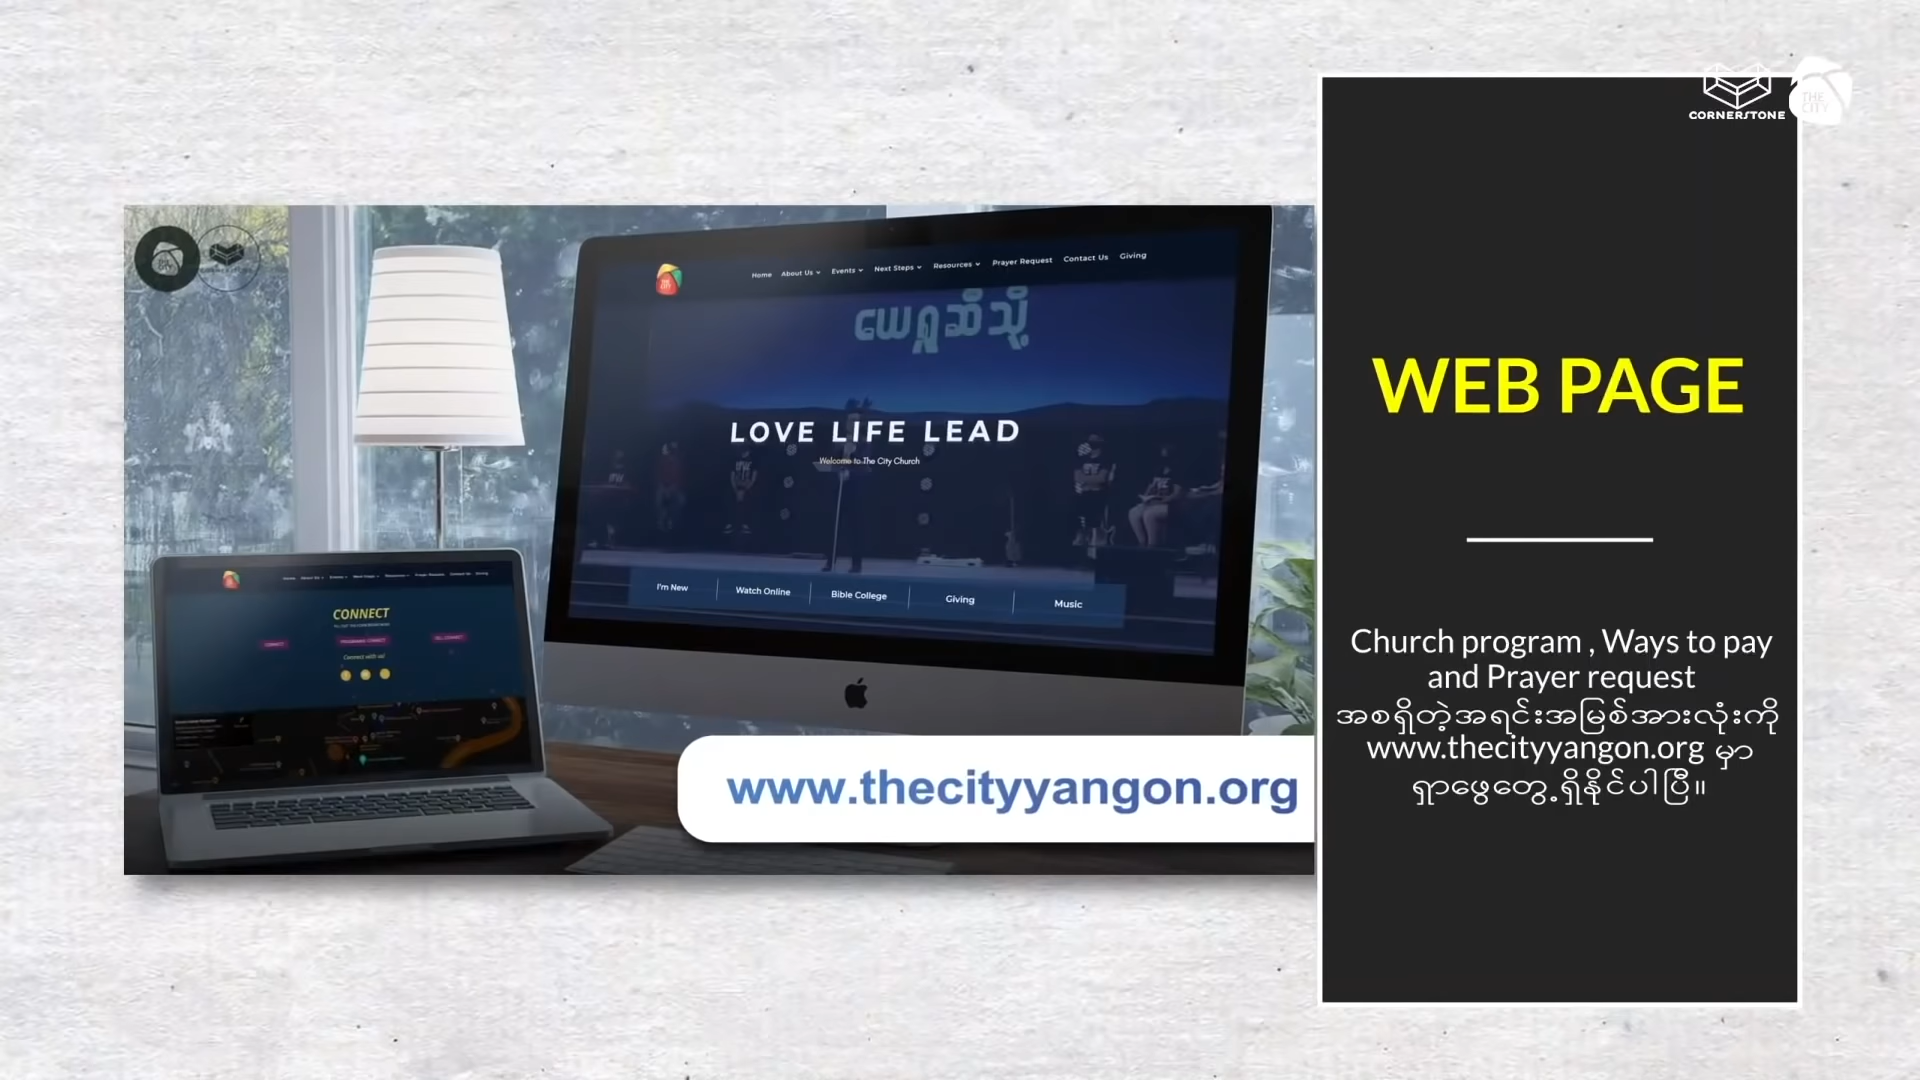 CORNERSTONE
THE CITY
Home About Us Events Next Steps Resources Prayer Request Contact Us Giving
ယေရှုဆီသို့
LOVE LIFE LEAD
Welcome to The City Church
I'm New Watch Online Bible College Giving Music
CONNECT
Connect with us!
www.thecityyangon.org
WEB PAGE
Church program , Ways to pay
and Prayer request
အစရှိတဲ့အရင်းအမြစ်အားလုံးကို
www.thecityyangon.org မှာ
ရှာဖွေတွေ့ရှိနိုင်ပါပြီ။